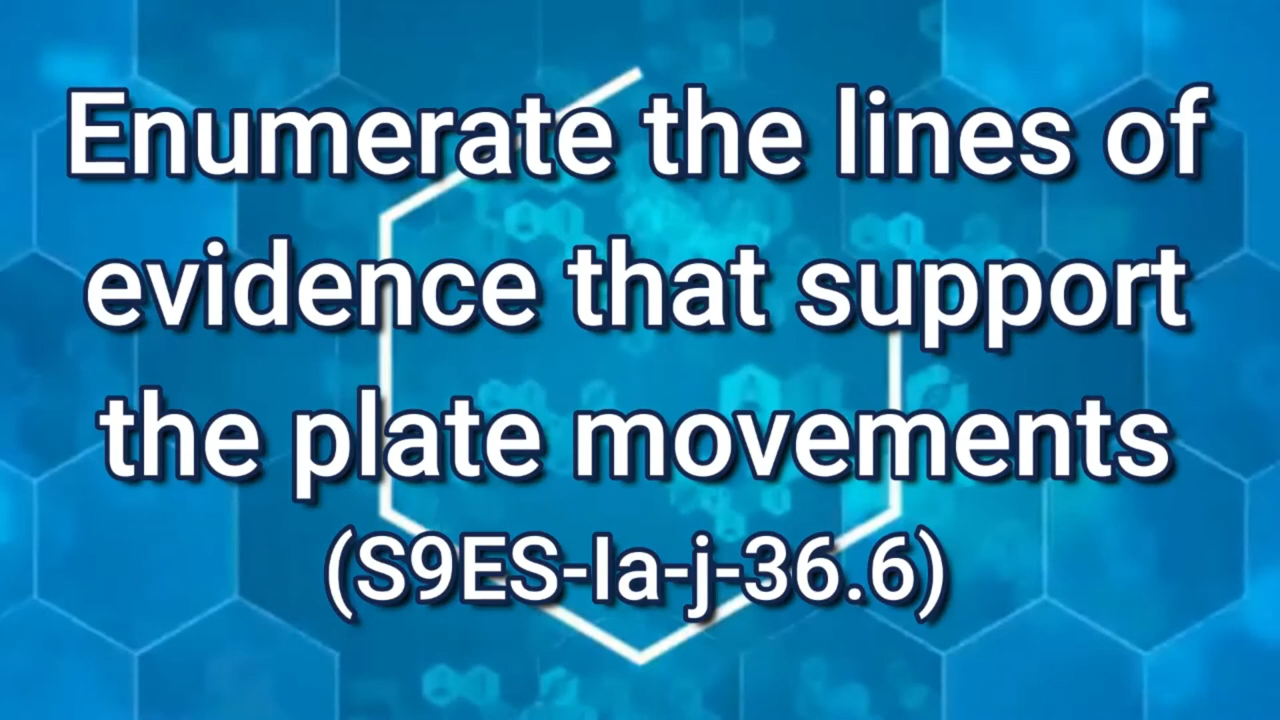 Enumerate the lines of
evidence that support
the plate movements
(S9ES-Ia-j-36.6)